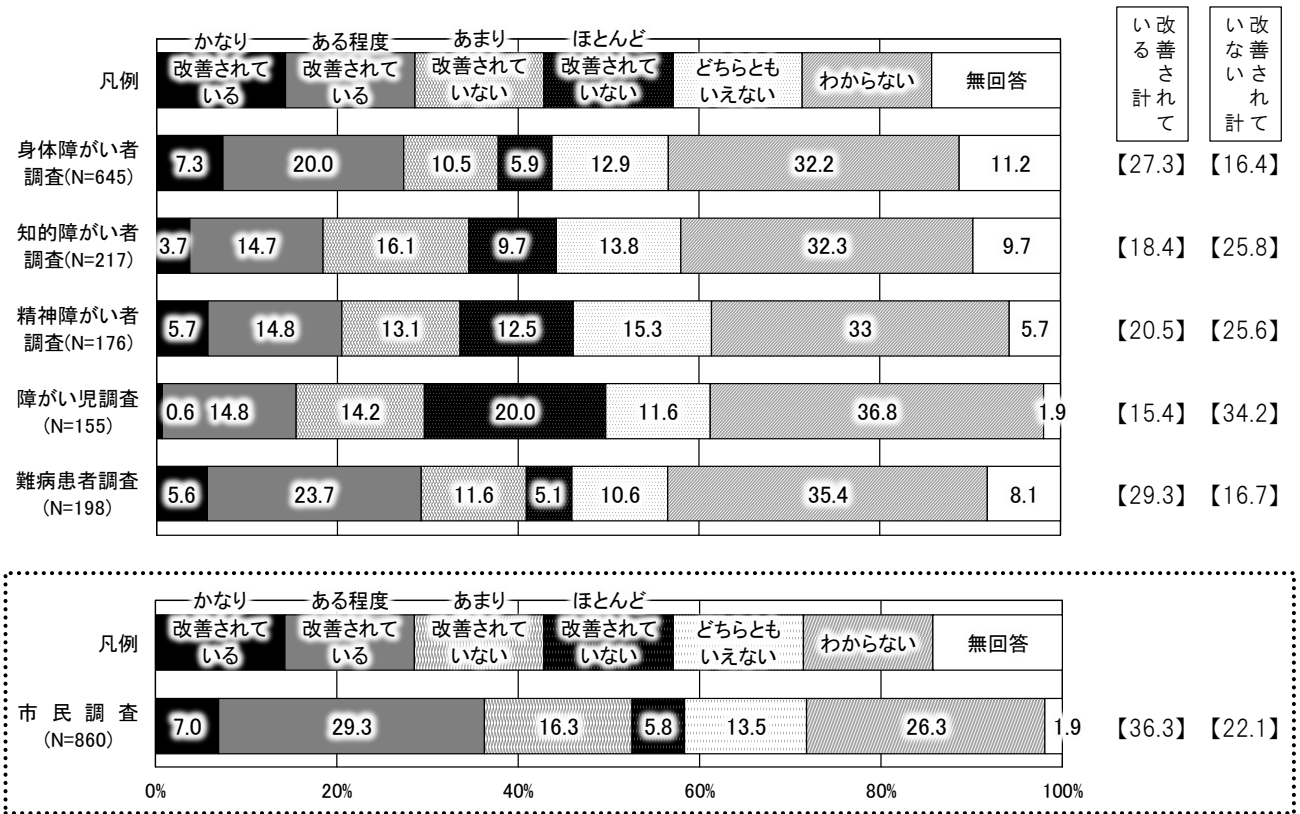 改善されて
いる 計
改善されて
いない 計
かなり
改善されて
いる
ある程度
改善されて
いる
あまり
改善されて
いない
ほとんど
改善されて
いない
どちらとも
いえない
わからない
無回答
凡例
身体障がい者
調査(N=645)
7.3 20.0 10.5 5.9 12.9 32.2 11.2 【27.3】 【16.4】
知的障がい者
調査(N=217)
3.7 14.7 16.1 9.7 13.8 32.3 9.7 【18.4】 【25.8】
精神障がい者
調査(N=176)
5.7 14.8 13.1 12.5 15.3 33 5.7 【20.5】 【25.6】
障がい児調査
(N=155)
0.6 14.8 14.2 20.0 11.6 36.8 1.9 【15.4】 【34.2】
難病患者調査
(N=198)
5.6 23.7 11.6 5.1 10.6 35.4 8.1 【29.3】 【16.7】
かなり
改善されて
いる
ある程度
改善されて
いる
あまり
改善されて
いない
ほとんど
改善されて
いない
どちらとも
いえない
わからない
無回答
凡例
市民調査
(N=860)
7.0 29.3 16.3 5.8 13.5 26.3 1.9 【36.3】 【22.1】
0% 20% 40% 60% 80% 100%